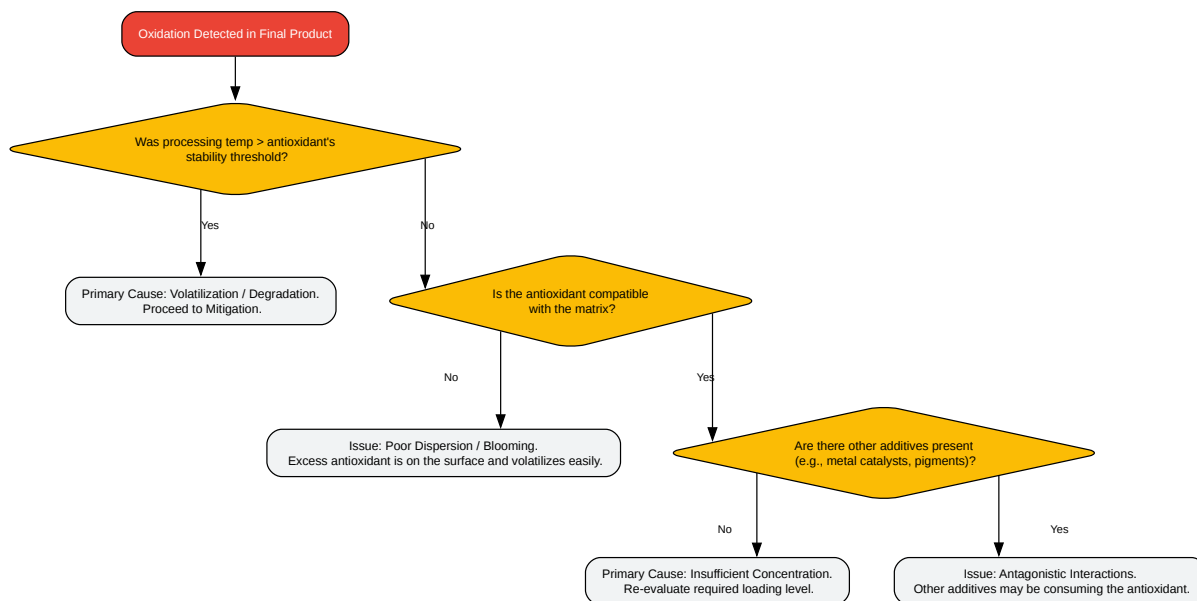 Oxidation Detected in Final Product
Was processing temp > antioxidant's
stability threshold?
Yes
No
Primary Cause: Volatilization / Degradation.
Proceed to Mitigation.
Is the antioxidant compatible
with the matrix?
No
Yes
Issue: Poor Dispersion / Blooming.
Excess antioxidant is on the surface and volatilizes easily.
Are there other additives present
(e.g., metal catalysts, pigments)?
No
Yes
Primary Cause: Insufficient Concentration.
Re-evaluate required loading level.
Issue: Antagonistic Interactions.
Other additives may be consuming the antioxidant.